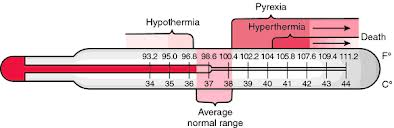 Pyrexia
Hypothermia
Hyperthermia
Death
93.2 95.0 96.8 98.6 100.4 102.2 104 105.8 107.6 109.4 111.2 F°
34 35 36 37 38 39 40 41 42 43 44 C°
Average
normal range